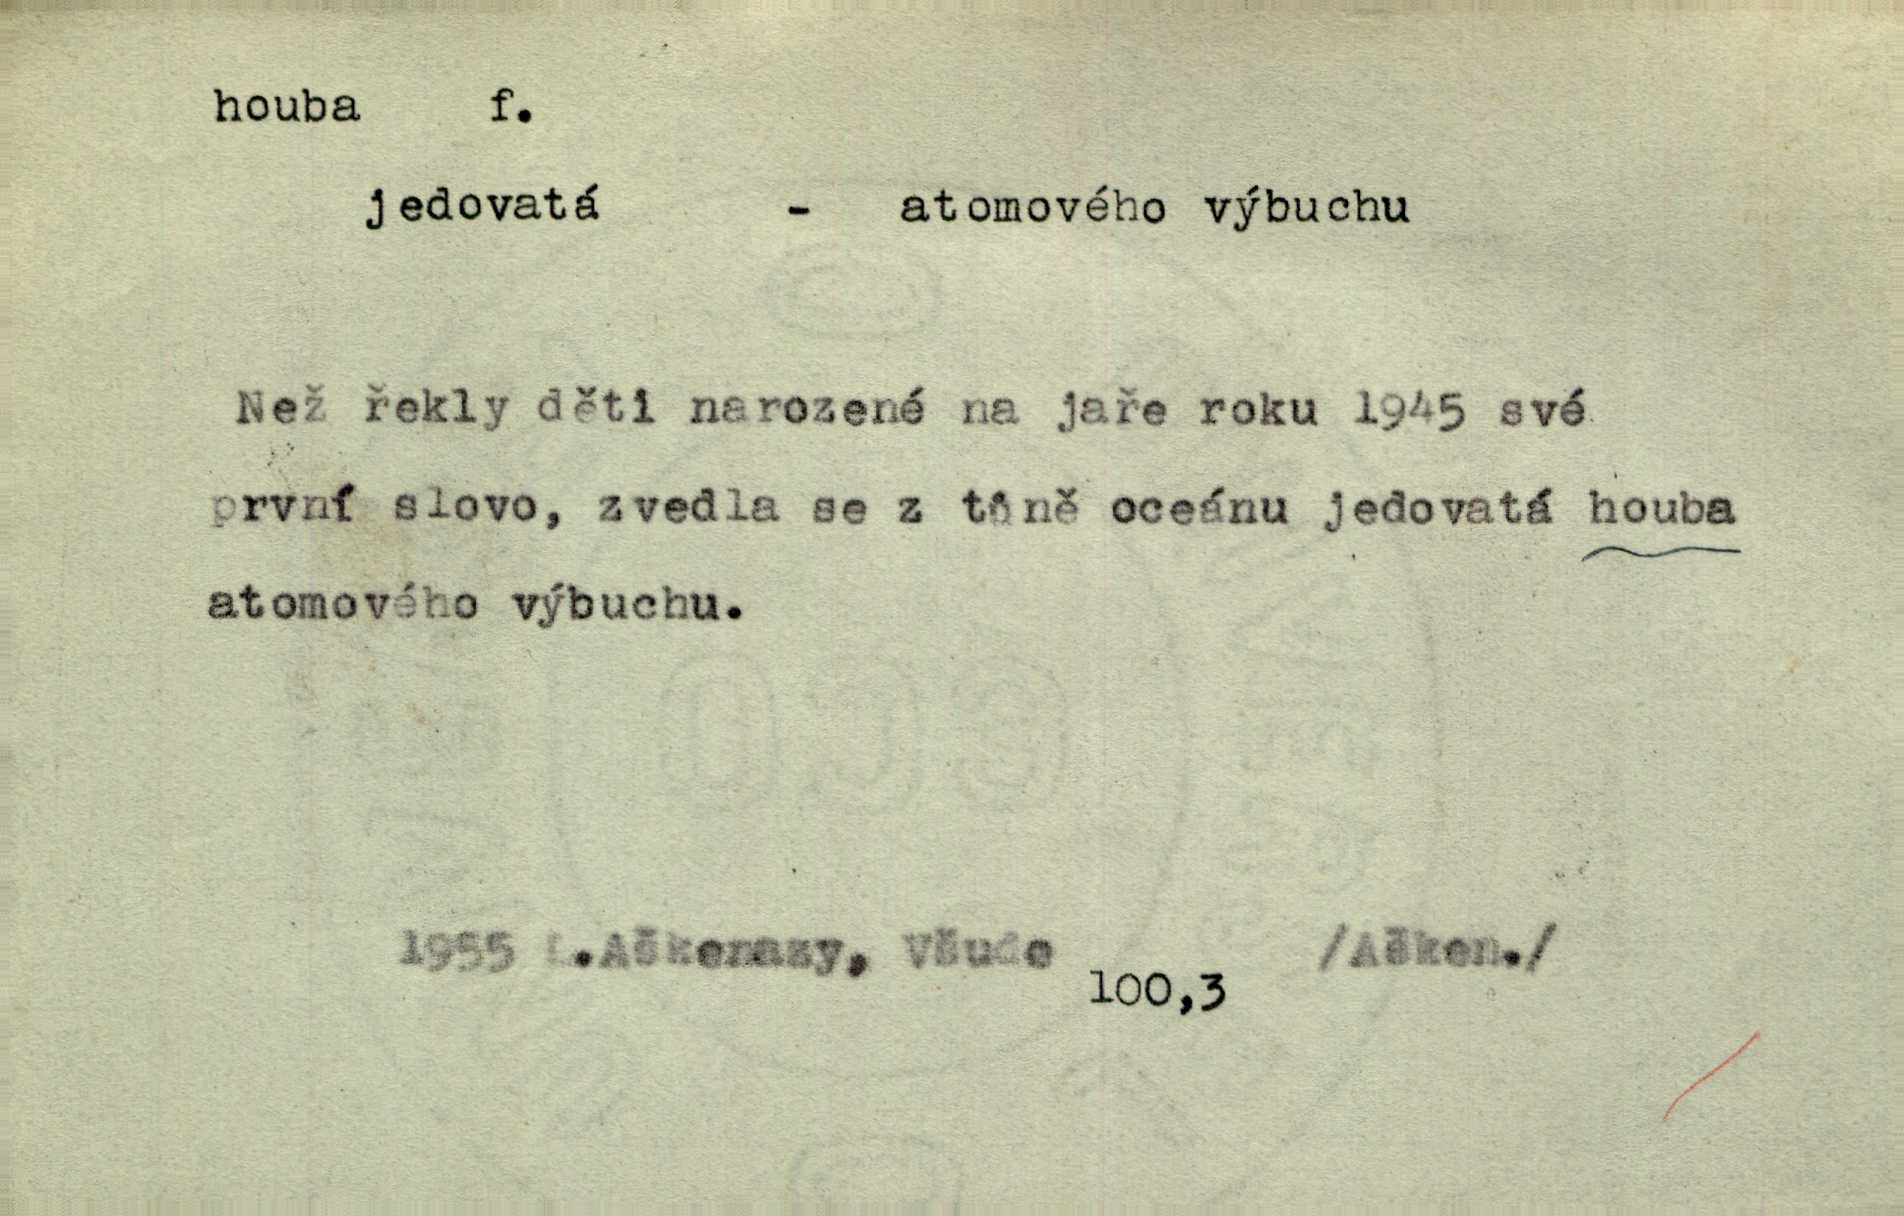 houba f.
jedovatá - atomového výbuchu
Než řekly děti narozené na jaře roku 1945 své
první slovo, zvedla se z tůně oceánu jedovatá houba
atomového výbuchu.
1955 L.Aškenazy, Všude 100,3 /Ašken./